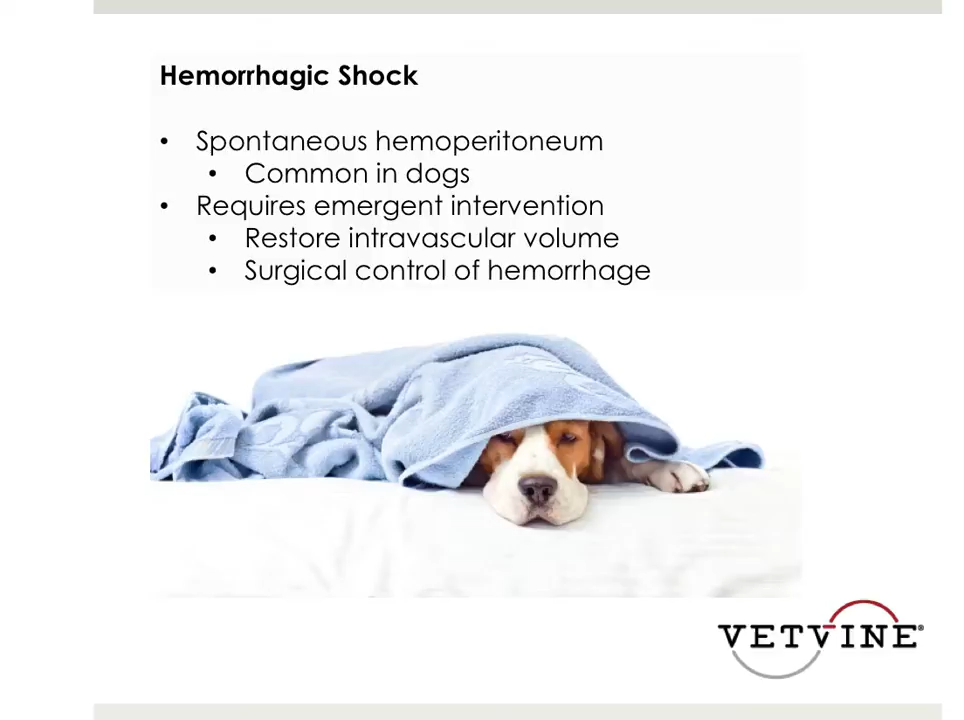 Hemorrhagic Shock
• Spontaneous hemoperitoneum
• Common in dogs
• Requires emergent intervention
• Restore intravascular volume
• Surgical control of hemorrhage
VETVINE®